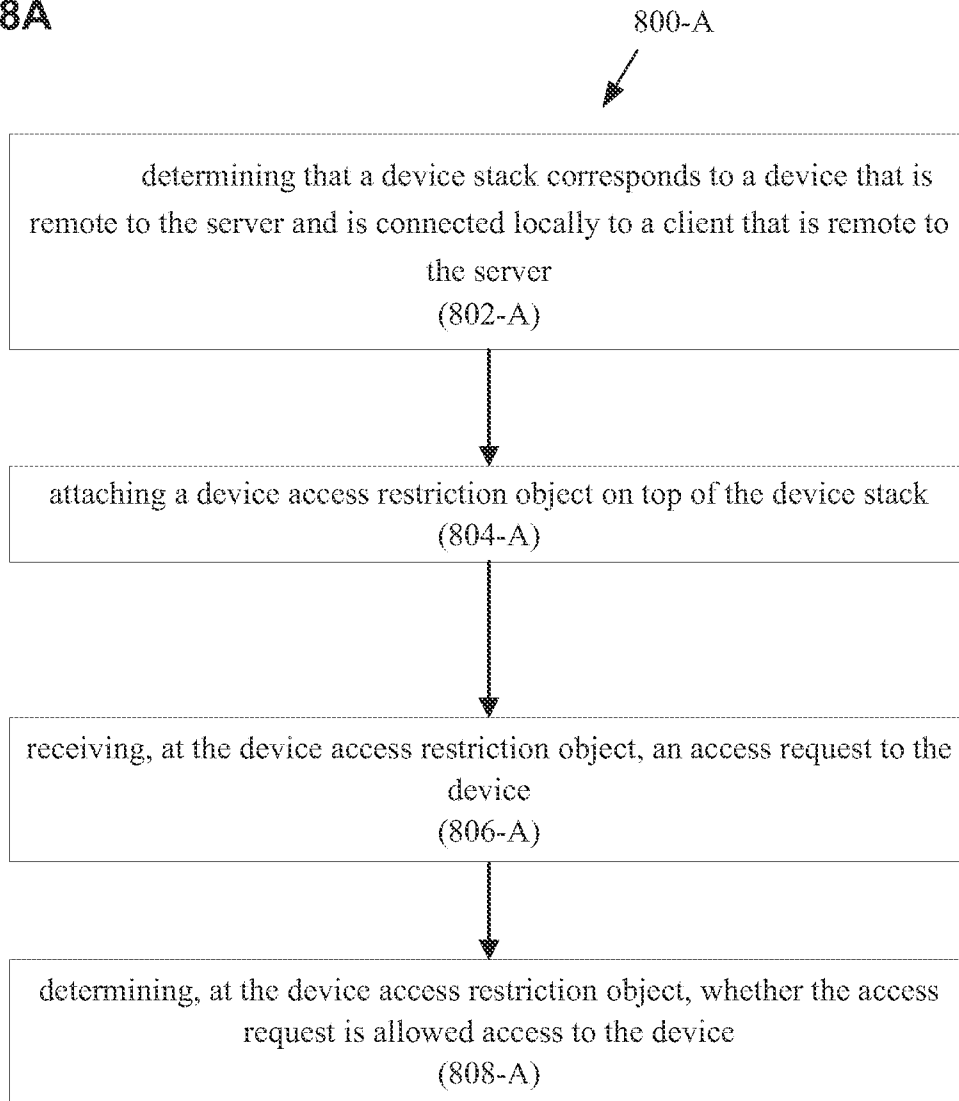 8A
800-A
determining that a device stack corresponds to a device that is
remote to the server and is connected locally to a client that is remote to
the server
(802-A)
attaching a device access restriction object on top of the device stack
(804-A)
receiving, at the device access restriction object, an access request to the
device
(806-A)
determining, at the device access restriction object, whether the access
request is allowed access to the device
(808-A)